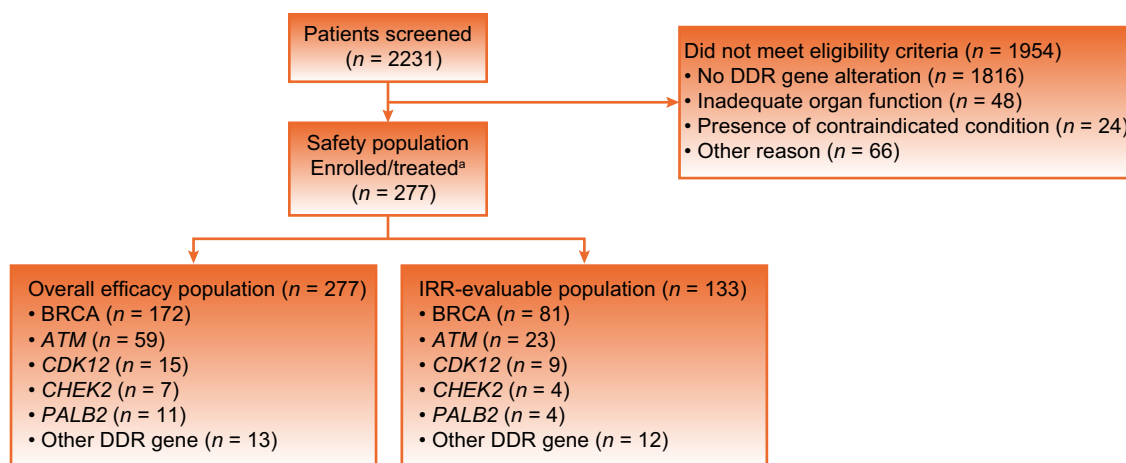 Patients screened
(n = 2231)
Did not meet eligibility criteria (n = 1954)
• No DDR gene alteration (n = 1816)
• Inadequate organ function (n = 48)
• Presence of contraindicated condition (n = 24)
• Other reason (n = 66)
Safety population
Enrolled/treatedᵃ
(n = 277)
Overall efficacy population (n = 277)
• BRCA (n = 172)
• ATM (n = 59)
• CDK12 (n = 15)
• CHEK2 (n = 7)
• PALB2 (n = 11)
• Other DDR gene (n = 13)
IRR-evaluable population (n = 133)
• BRCA (n = 81)
• ATM (n = 23)
• CDK12 (n = 9)
• CHEK2 (n = 4)
• PALB2 (n = 4)
• Other DDR gene (n = 12)